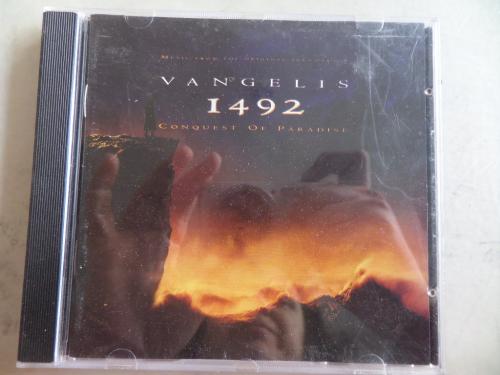 MUSIC FROM THE ORIGINAL SOUNDTRACK
VANGELIS
1492
CONQUEST OF PARADISE